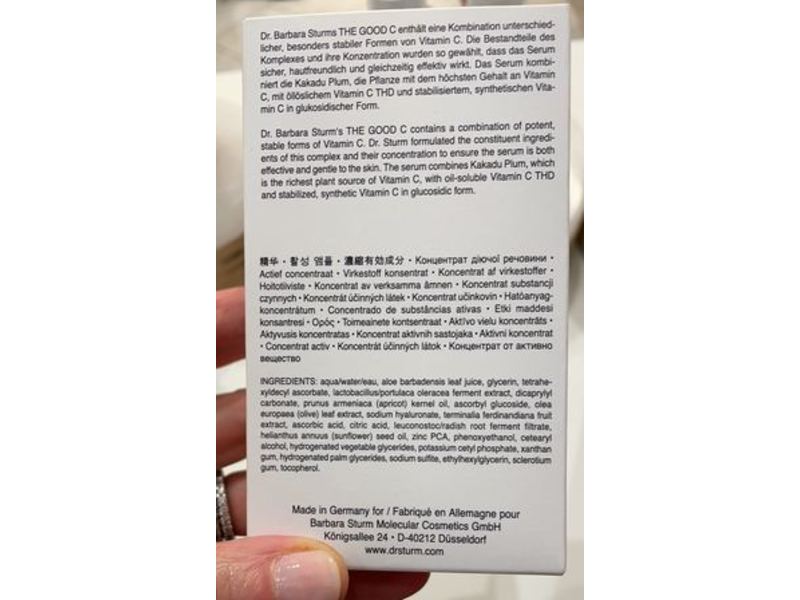 Dr. Barbara Sturms THE GOOD C enthält eine Kombination unterschied-
licher, besonders stabiler Formen von Vitamin C. Die Bestandteile des
Komplexes und ihre Konzentration wurden so gewählt, dass das Serum
sicher, hautfreundlich und gleichzeitig effektiv wirkt. Das Serum kombi-
niert die Kakadu Plum, die Pflanze mit dem höchsten Gehalt an Vitamin
C, mit öllöslichem Vitamin C THD und stabilisiertem, synthetischen Vita-
min C in glukosidischer Form.
Dr. Barbara Sturm's THE GOOD C contains a combination of potent,
stable forms of Vitamin C. Dr. Sturm formulated the constituent ingredi-
ents of this complex and their concentration to ensure the serum is both
effective and gentle to the skin. The serum combines Kakadu Plum, which
is the richest plant source of Vitamin C, with oil-soluble Vitamin C THD
and stabilized, synthetic Vitamin C in glucosidic form.
精华 • 활성 앰플 • 濃縮有効成分 • Концентрат діючої речовини •
Actief concentraat • Virkestoff konsentrat • Koncentrat af virkestoffer •
Hoitotiiviste • Koncentrat av verksamma ämnen • Koncentrat substancji
czynnych • Koncentrát účinných látek • Koncentrat učinkovin • Hatóanyag-
koncentrátum • Concentrado de substâncias ativas • Etki maddesi
konsantresi • Ορός • Toimeainete kontsentraat • Aktīvo vielu koncentrāts •
Aktyvusis koncentratas • Koncentrat aktivnih sastojaka • Aktivni koncentrat
• Concentrat activ • Koncentrát účinných látok • Концентрат от активно
вещество
INGREDIENTS: aqua/water/eau, aloe barbadensis leaf juice, glycerin, tetrahe-
xyldecyl ascorbate, lactobacillus/portulaca oleracea ferment extract, dicaprylyl
carbonate, prunus armeniaca (apricot) kernel oil, ascorbyl glucoside, olea
europaea (olive) leaf extract, sodium hyaluronate, terminalia ferdinandiana fruit
extract, ascorbic acid, citric acid, leuconostoc/radish root ferment filtrate,
helianthus annuus (sunflower) seed oil, zinc PCA, phenoxyethanol, cetearyl
alcohol, hydrogenated vegetable glycerides, potassium cetyl phosphate, xanthan
gum, hydrogenated palm glycerides, sodium sulfite, ethylhexylglycerin, sclerotium
gum, tocopherol.
Made in Germany for / Fabriqué en Allemagne pour
Barbara Sturm Molecular Cosmetics GmbH
Königsallee 24 • D-40212 Düsseldorf
www.drsturm.com